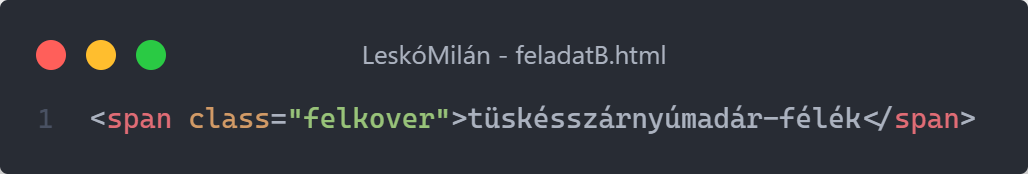 LeskóMilán - feladatB.html
1 <span class="felkover">tüskésszárnyúmadár-félék</span>